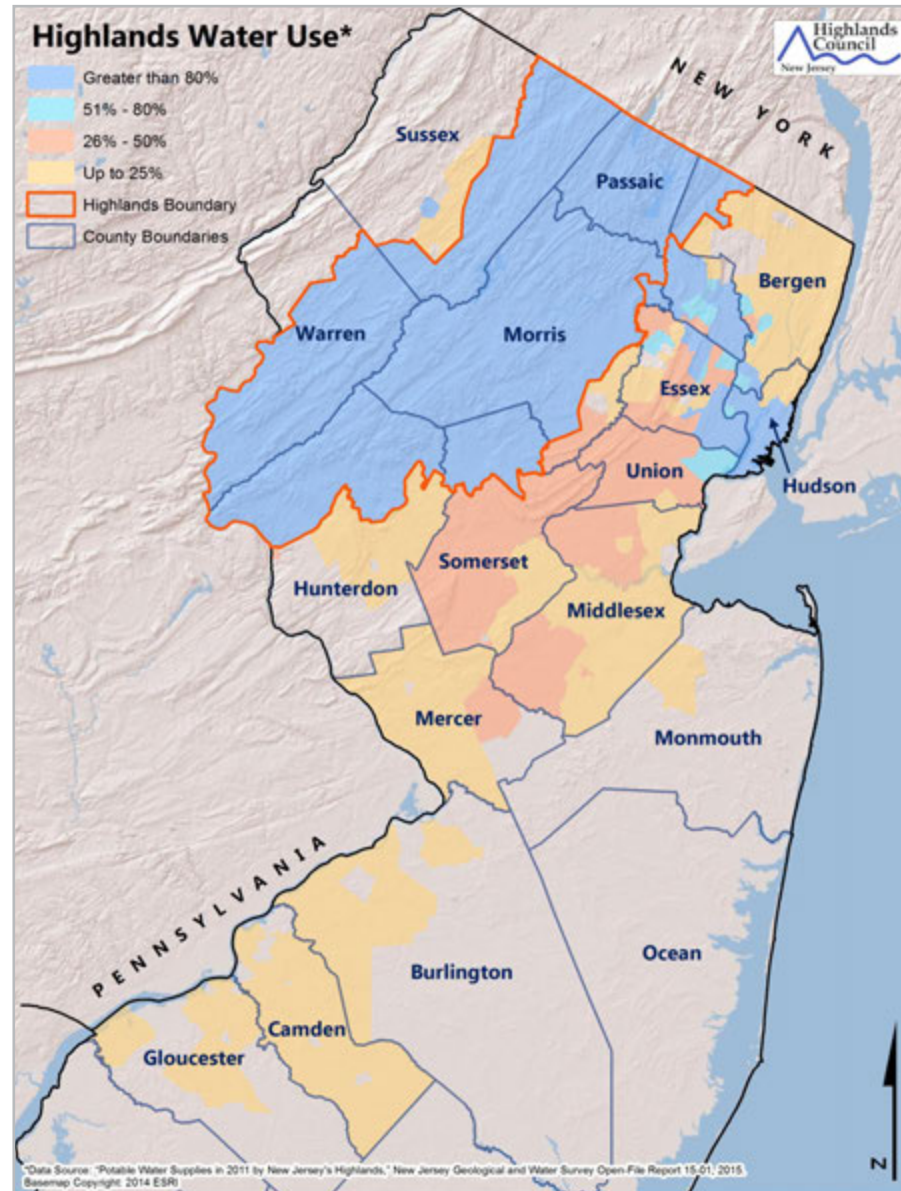 Highlands Water Use*
Greater than 80%
51% - 80%
26% - 50%
Up to 25%
Highlands Boundary
County Boundaries
Highlands
Council
New Jersey
NEW YORK
Sussex
Passaic
Bergen
Warren
Morris
Essex
Union
Hudson
Somerset
Hunterdon
Middlesex
Mercer
Monmouth
PENNSYLVANIA
Ocean
Burlington
Camden
Gloucester
N
*Data Source: "Potable Water Supplies in 2011 by New Jersey's Highlands," New Jersey Geological and Water Survey Open-File Report 15-01, 2015.
Basemap Copyright: 2014 ESRI